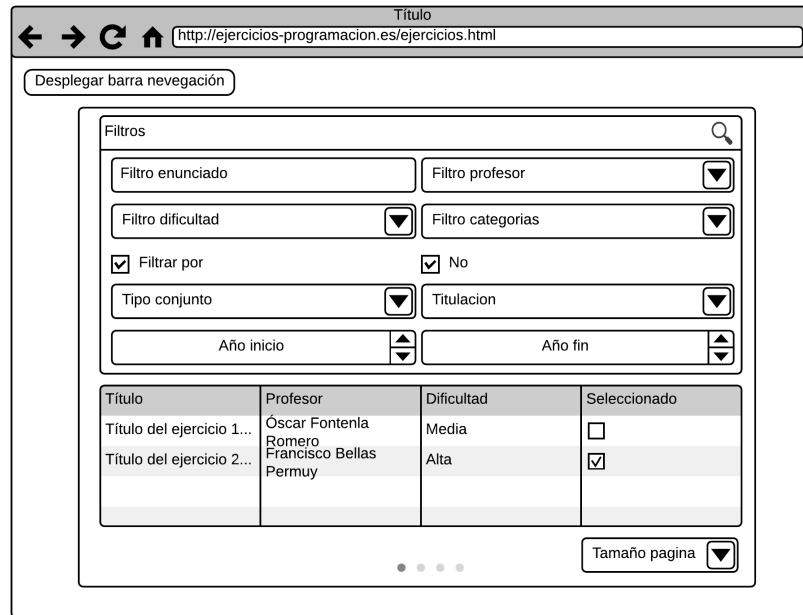 Título
http://ejercicios-programacion.es/ejercicios.html
Desplegar barra nevegación
Filtros
Filtro enunciado
Filtro profesor
Filtro dificultad
Filtro categorias
Filtrar por
No
Tipo conjunto
Titulacion
Año inicio
Año fin
Título Profesor Dificultad Seleccionado
Título del ejercicio 1...
Óscar Fontenla
Romero
Media
Título del ejercicio 2...
Francisco Bellas
Permuy
Alta
Tamaño pagina